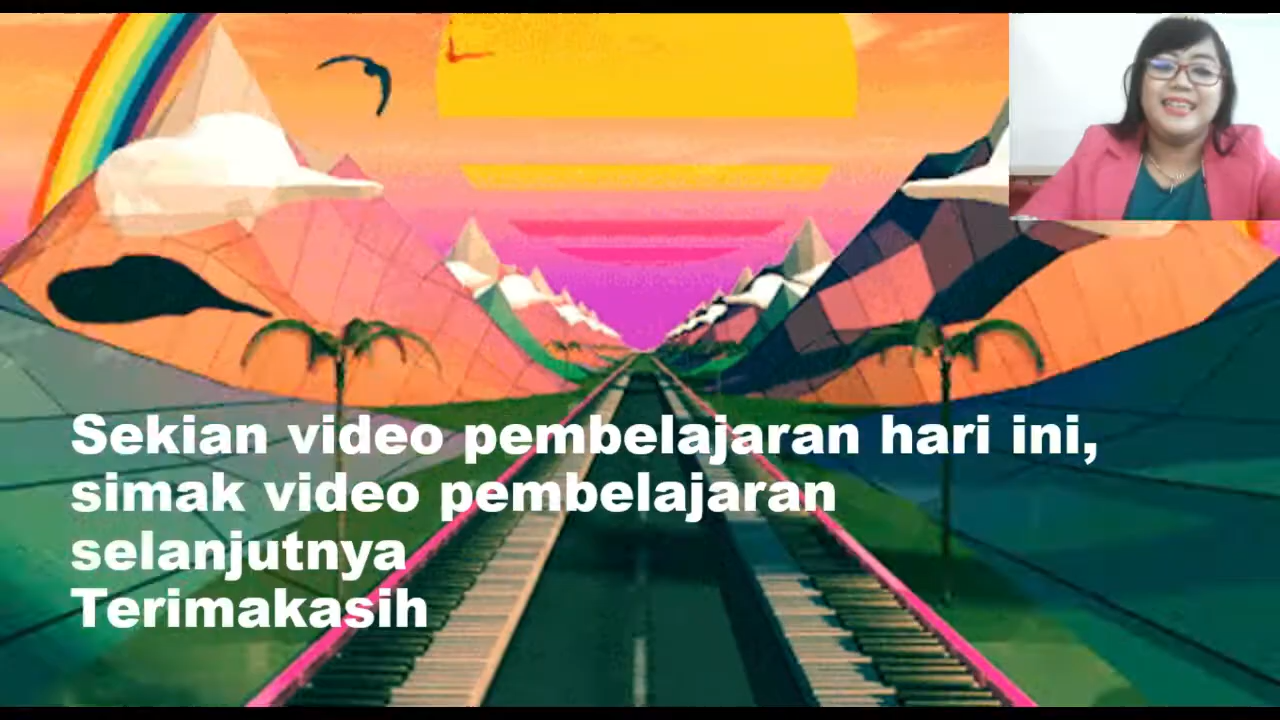 Sekian video pembelajaran hari ini,
simak video pembelajaran
selanjutnya
Terimakasih